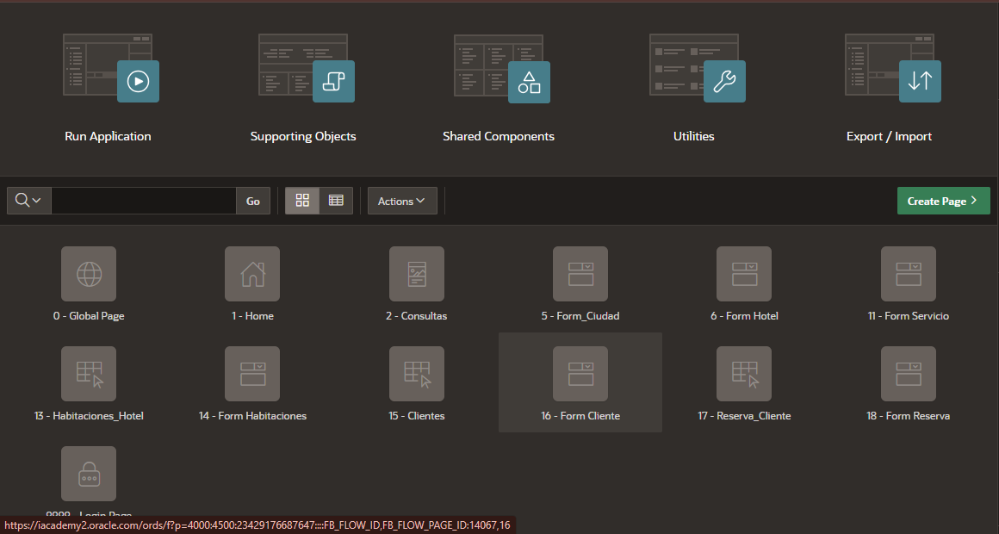 Run Application
Supporting Objects
Shared Components
Utilities
Export / Import
Go
Actions
Create Page
0 - Global Page
1 - Home
2 - Consultas
5 - Form_Ciudad
6 - Form Hotel
11 - Form Servicio
13 - Habitaciones_Hotel
14 - Form Habitaciones
15 - Clientes
16 - Form Cliente
17 - Reserva_Cliente
18 - Form Reserva
9999 - Login Page
https://iacademy2.oracle.com/ords/f?p=4000:4500:23429176687647::::FB_FLOW_ID,FB_FLOW_PAGE_ID:14067,16